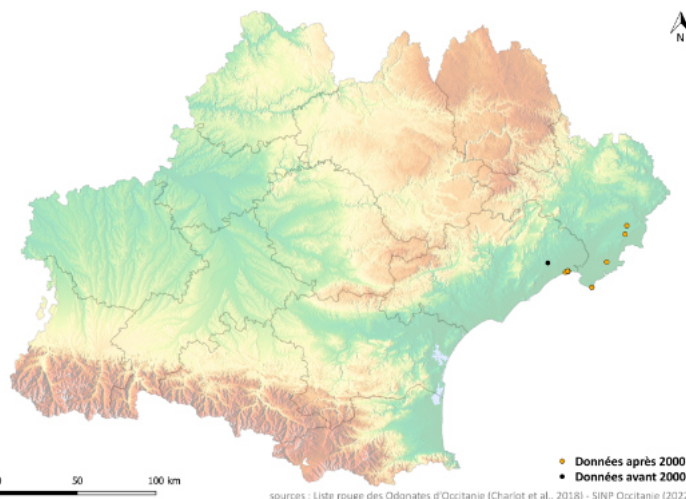 N
0 50 100 km
Données après 2000
Données avant 2000
sources : Liste rouge des Odonates d'Occitanie (Charlot et al., 2018) - SINP Occitanie